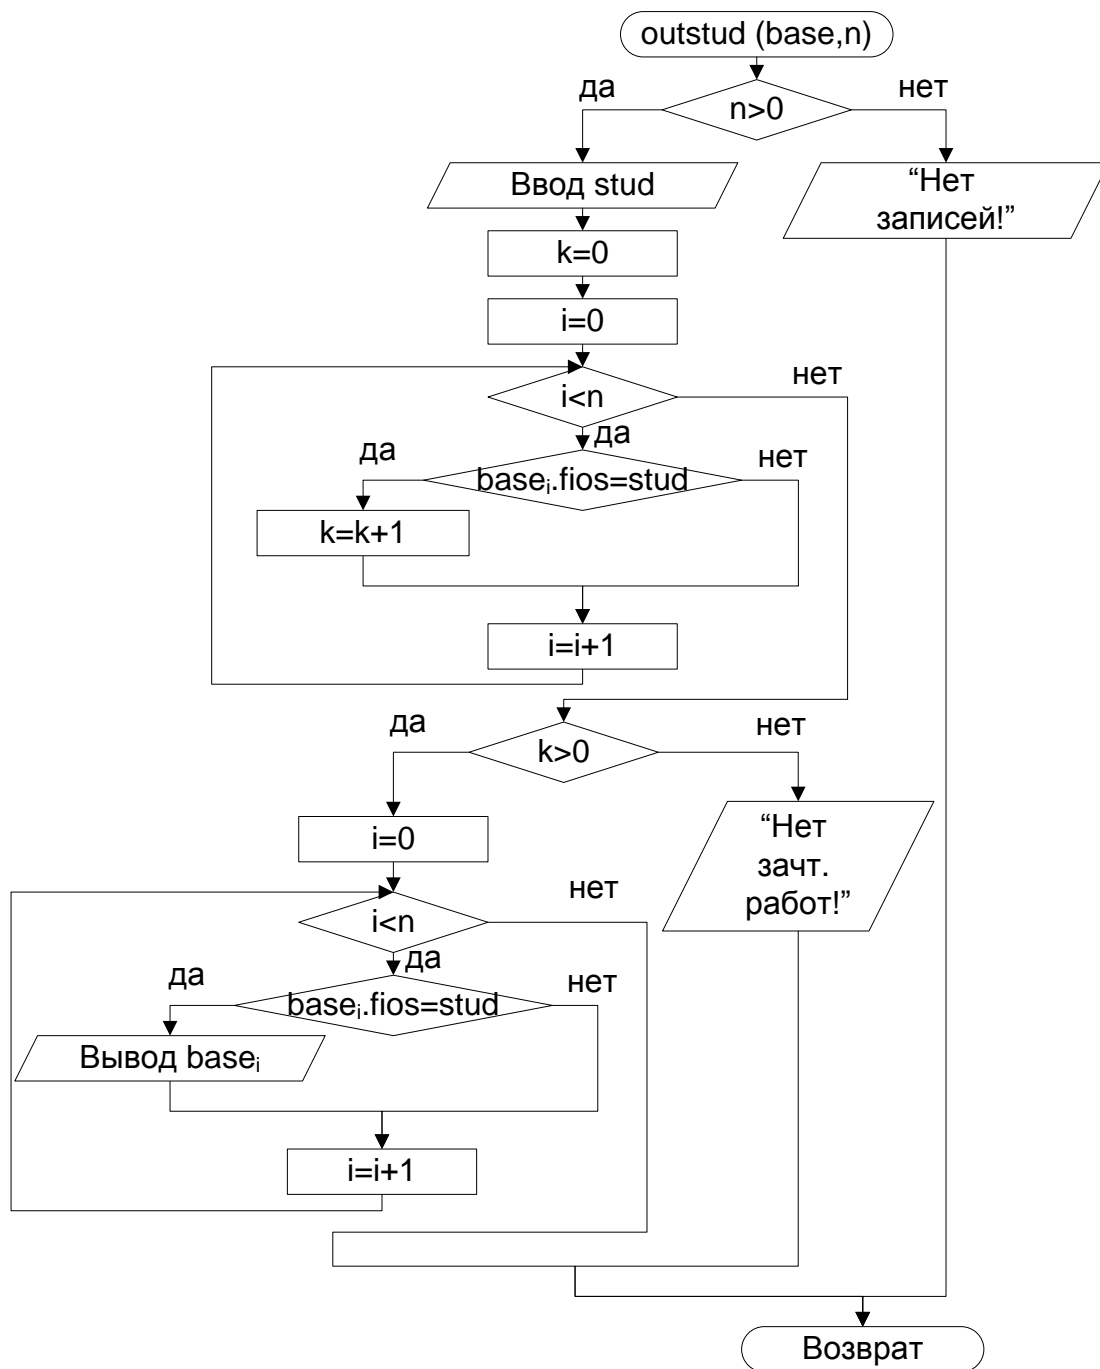 outstud (base,n)
да
нет
n>0
Ввод stud
“Нет
записей!”
k=0
i=0
нет
i<n
да
да
нет
baseᵢ.fios=stud
k=k+1
i=i+1
да
нет
k>0
i=0
“Нет
зачт.
работ!”
нет
i<n
да
да
нет
baseᵢ.fios=stud
Вывод baseᵢ
i=i+1
Возврат